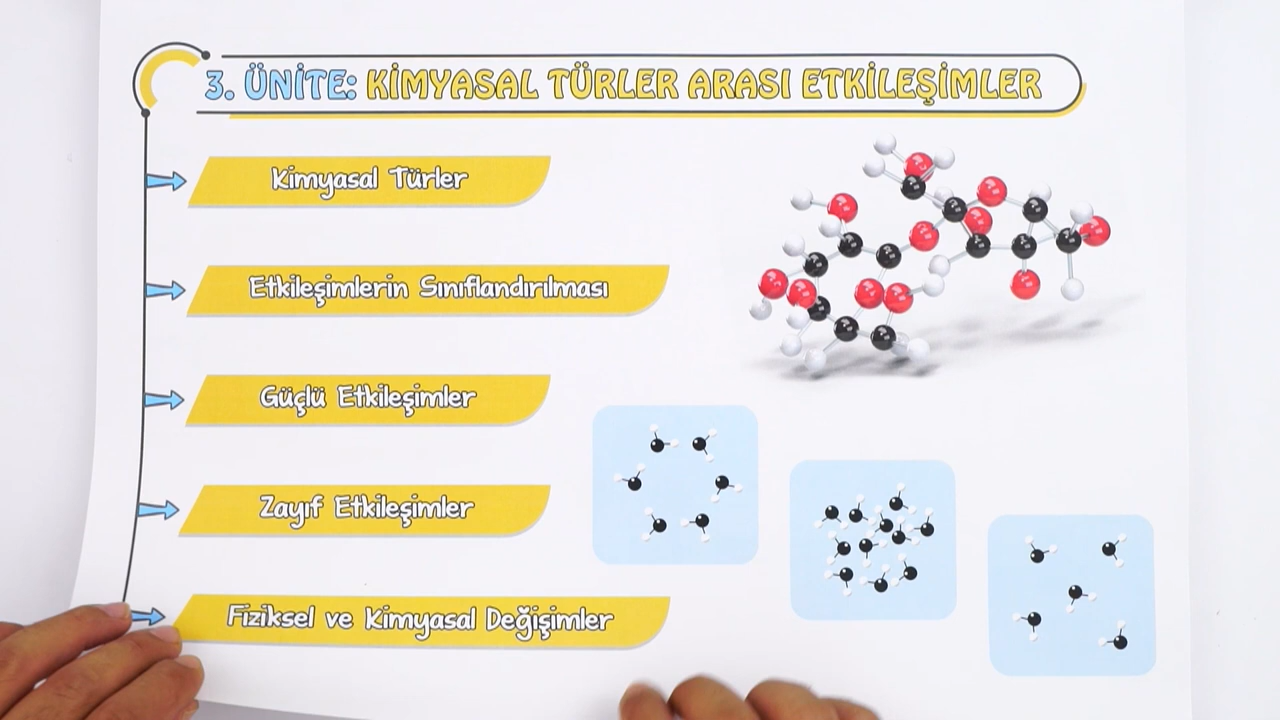 3. ÜNİTE: KİMYASAL TÜRLER ARASI ETKİLEŞİMLER
Kimyasal Türler
Etkileşimlerin Sınıflandırılması
Güçlü Etkileşimler
Zayıf Etkileşimler
Fiziksel ve Kimyasal Değişimler